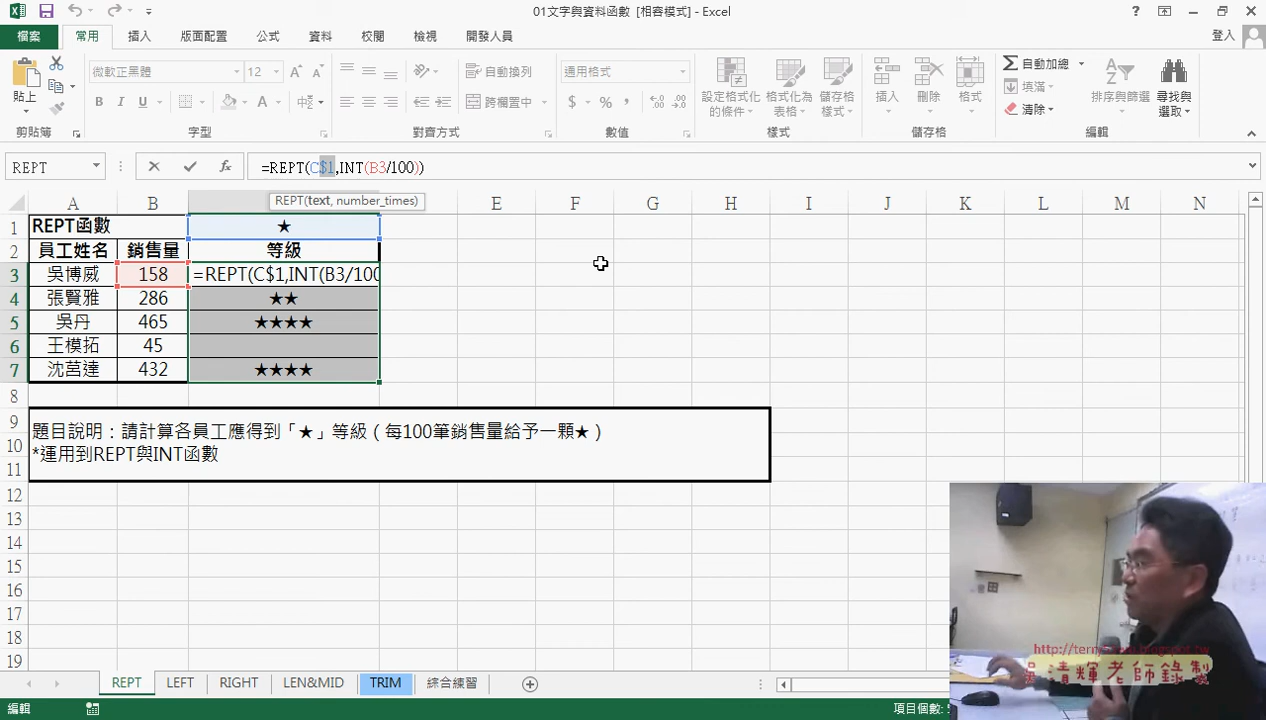 01文字與資料函數 [相容模式] - Excel
檔案 常用 插入 版面配置 公式 資料 校閱 檢視 開發人員 登入
貼上 微軟正黑體 12 自動換列 通用格式 設定格式化的條件 格式化為表格 儲存格樣式 插入 刪除 格式 自動加總 填滿 清除 排序與篩選 尋找與選取
B I U 跨欄置中 $ % ,
剪貼簿 字型 對齊方式 數值 樣式 儲存格 編輯
REPT =REPT(C$1,INT(B3/100))
REPT(text, number_times)
A B E F G H I J K L M N
1 REPT函數 ★
2 員工姓名 銷售量 等級
3 吳博威 158 =REPT(C$1,INT(B3/100
4 張賢雅 286 ★★
5 吳丹 465 ★★★★
6 王模拓 45
7 沈莒達 432 ★★★★
8
9 題目說明：請計算各員工應得到「★」等級（每100筆銷售量給予一顆★）
10 *運用到REPT與INT函數
11
12
13
14
15
16
17
18
19
吳清輝老師錄製
REPT LEFT RIGHT LEN&MID TRIM 綜合練習
編輯 項目個數: